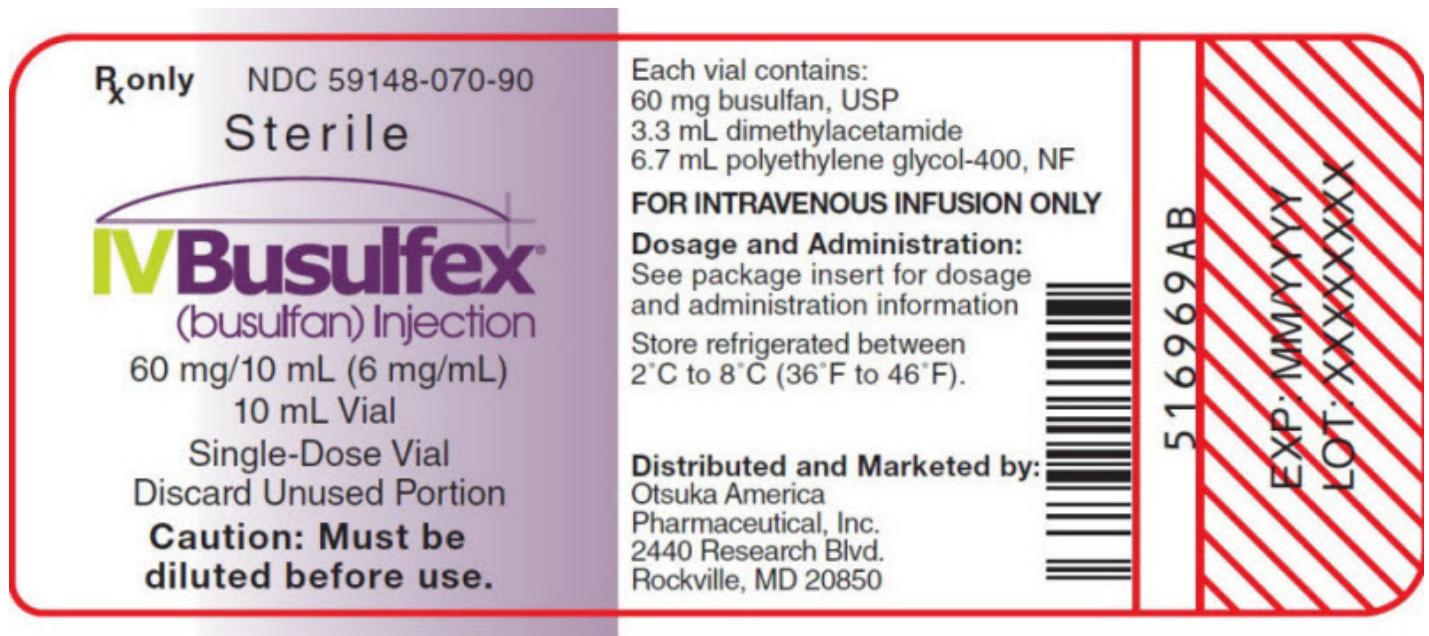 Rx only NDC 59148-070-90
Sterile
IVBusulfex®
(busulfan) Injection
60 mg/10 mL (6 mg/mL)
10 mL Vial
Single-Dose Vial
Discard Unused Portion
Caution: Must be
diluted before use.
Each vial contains:
60 mg busulfan, USP
3.3 mL dimethylacetamide
6.7 mL polyethylene glycol-400, NF
FOR INTRAVENOUS INFUSION ONLY
Dosage and Administration:
See package insert for dosage
and administration information
Store refrigerated between
2˚C to 8˚C (36˚F to 46˚F).
Distributed and Marketed by:
Otsuka America
Pharmaceutical, Inc.
2440 Research Blvd.
Rockville, MD 20850
516969AB
EXP: MM/YYYY
LOT: XXXXXXXXX